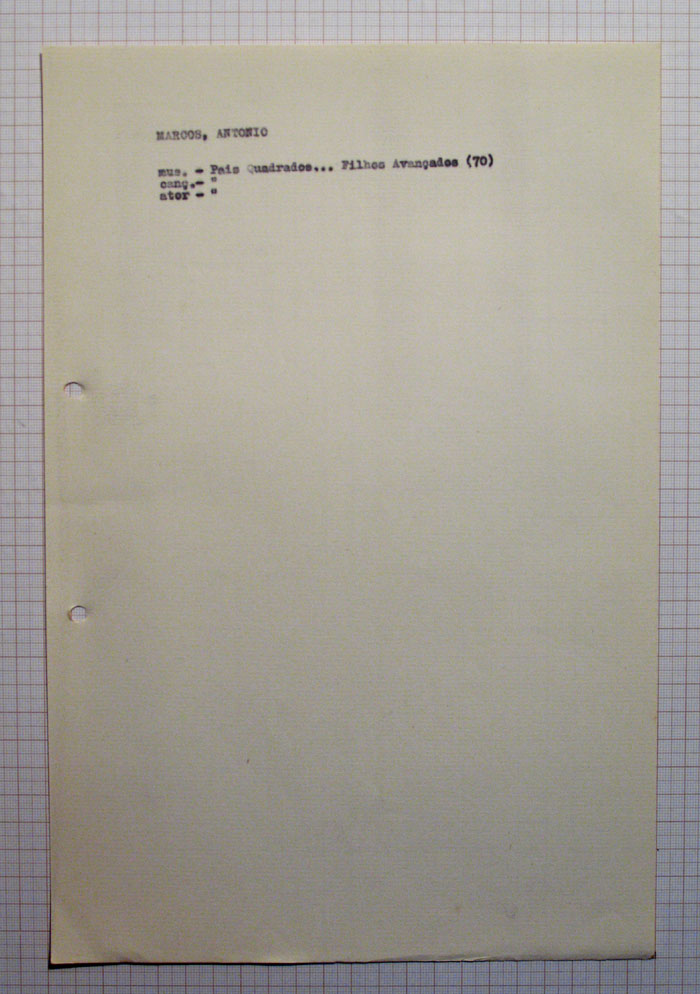 MARCOS, ANTONIO
mus. - Pais Quadrados... Filhos Avançados (70)
canç.- "
ator - "